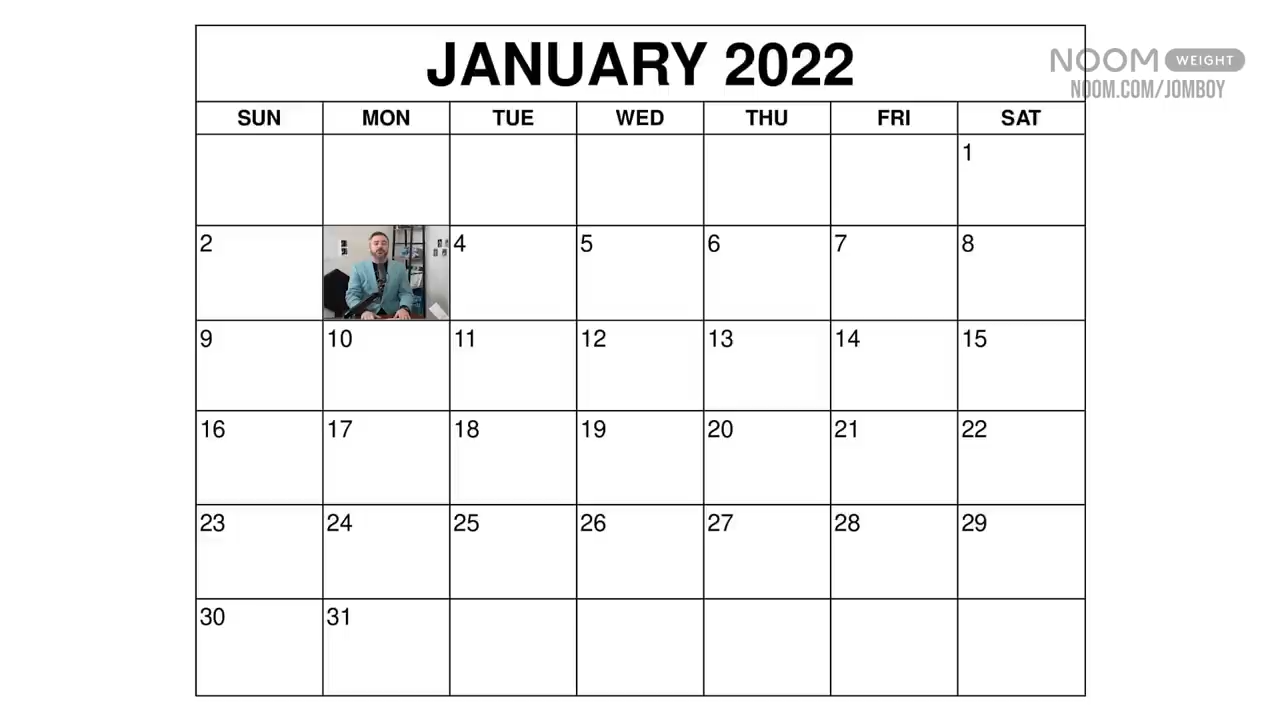 JANUARY 2022
NOOM WEIGHT
NOOM.COM/JOMBOY
SUN MON TUE WED THU FRI SAT
1
2 4 5 6 7 8
9 10 11 12 13 14 15
16 17 18 19 20 21 22
23 24 25 26 27 28 29
30 31